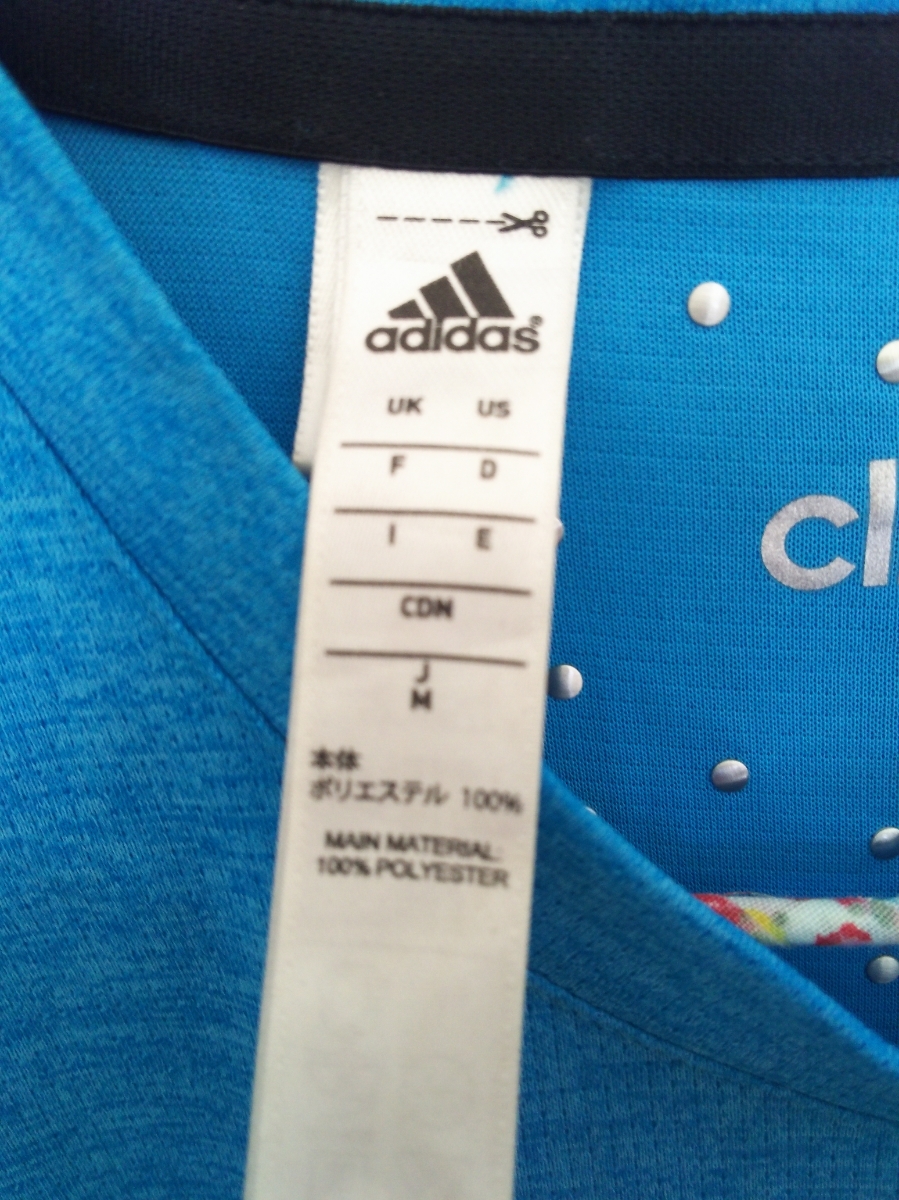 adidas®
UK US
F D
I E
CDN
J
M
本体
ポリエステル 100%
MAIN MATERIAL:
100% POLYESTER
cl